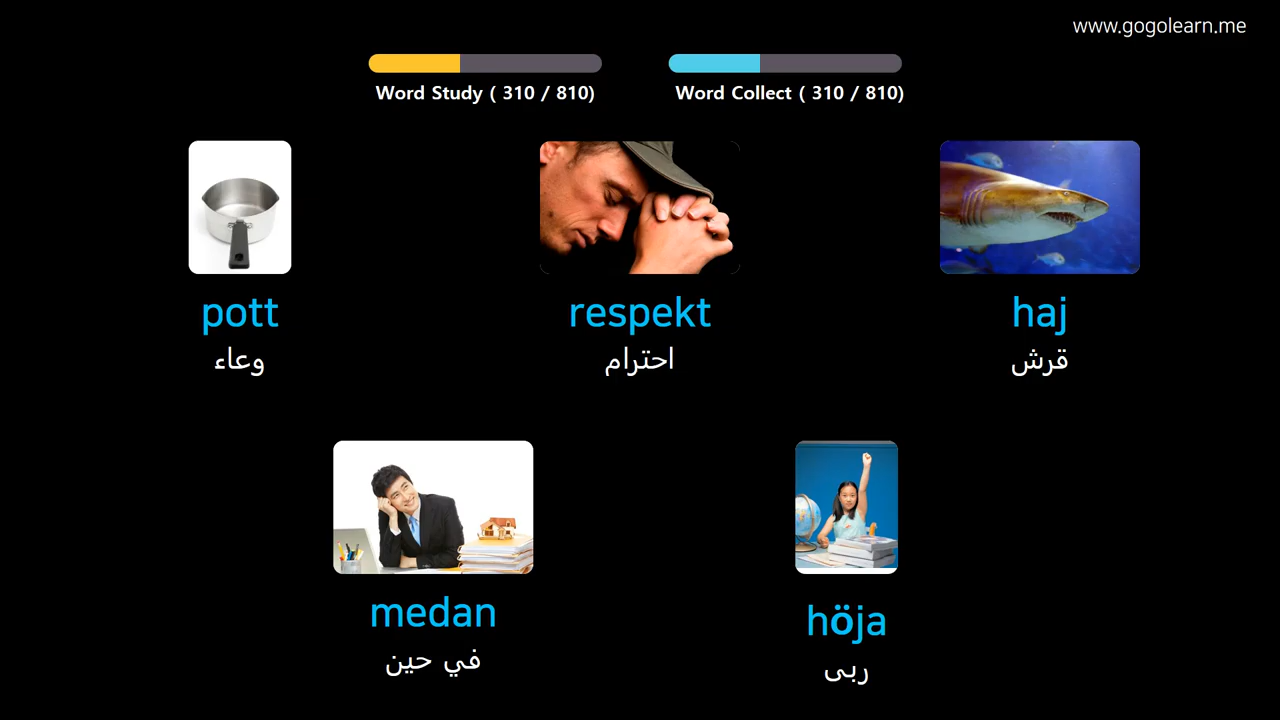 www.gogolearn.me
Word Study ( 310 / 810)
Word Collect ( 310 / 810)
pott
وعاء
respekt
احترام
haj
قرش
medan
في حين
höja
ربى